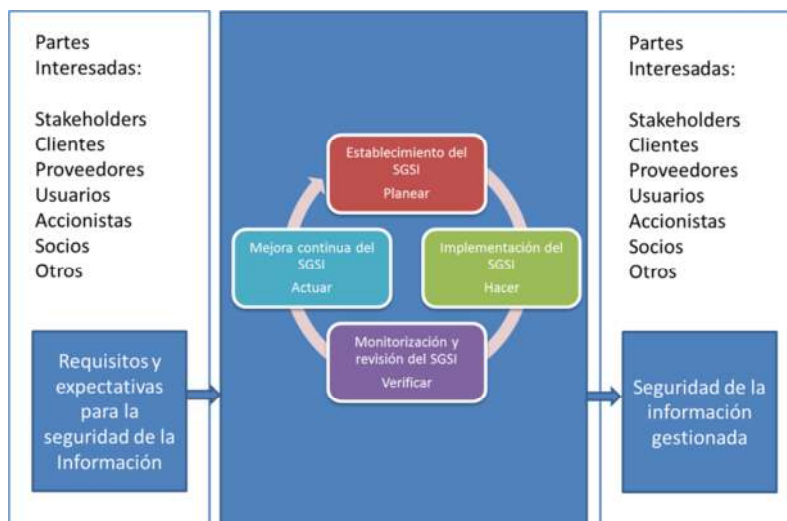 Partes
Interesadas:
Stakeholders
Clientes
Proveedores
Usuarios
Accionistas
Socios
Otros
Requisitos y
expectativas
para la
seguridad de la
Información
Establecimiento del
SGSI
Planear
Mejora continua del
SGSI
Actuar
Implementación del
SGSI
Hacer
Monitorización y
revisión del SGSI
Verificar
Partes
Interesadas:
Stakeholders
Clientes
Proveedores
Usuarios
Accionistas
Socios
Otros
Seguridad de la
información
gestionada